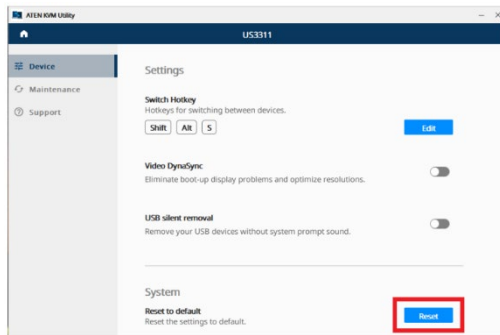 ATEN KVM Utility
US3311
Device
Maintenance
Support
Settings
Switch Hotkey
Hotkeys for switching between devices.
Shift Alt S
Edit
Video DynaSync
Eliminate boot-up display problems and optimize resolutions.
USB silent removal
Remove your USB devices without system prompt sound.
System
Reset to default
Reset the settings to default.
Reset